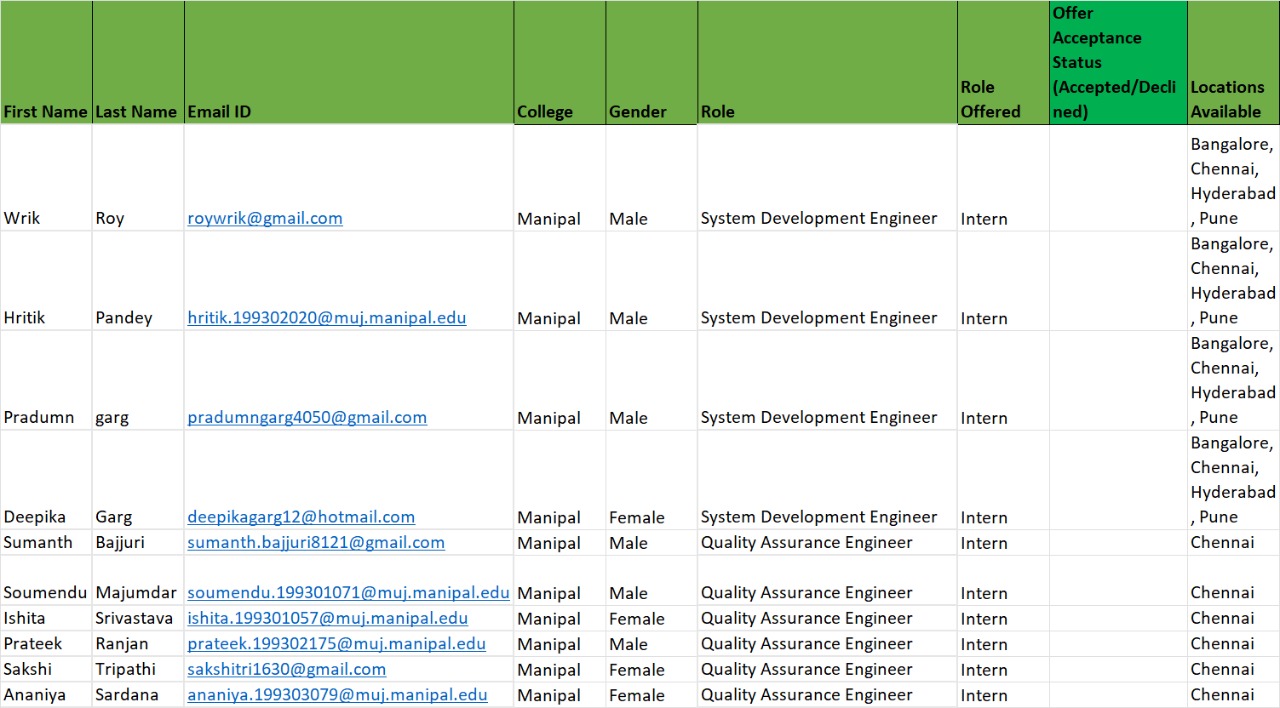 First Name Last Name Email ID College Gender Role Role Offered Offer Acceptance Status (Accepted/Declined) Locations Available
Wrik Roy roywrik@gmail.com Manipal Male System Development Engineer Intern Bangalore, Chennai, Hyderabad, Pune
Hritik Pandey hritik.199302020@muj.manipal.edu Manipal Male System Development Engineer Intern Bangalore, Chennai, Hyderabad, Pune
Pradumn garg pradumngarg4050@gmail.com Manipal Male System Development Engineer Intern Bangalore, Chennai, Hyderabad, Pune
Deepika Garg deepikagarg12@hotmail.com Manipal Female System Development Engineer Intern Bangalore, Chennai, Hyderabad, Pune
Sumanth Bajjuri sumanth.bajjuri8121@gmail.com Manipal Male Quality Assurance Engineer Intern Chennai
Soumendu Majumdar soumendu.199301071@muj.manipal.edu Manipal Male Quality Assurance Engineer Intern Chennai
Ishita Srivastava ishita.199301057@muj.manipal.edu Manipal Female Quality Assurance Engineer Intern Chennai
Prateek Ranjan prateek.199302175@muj.manipal.edu Manipal Male Quality Assurance Engineer Intern Chennai
Sakshi Tripathi sakshitri1630@gmail.com Manipal Female Quality Assurance Engineer Intern Chennai
Ananiya Sardana ananiya.199303079@muj.manipal.edu Manipal Female Quality Assurance Engineer Intern Chennai